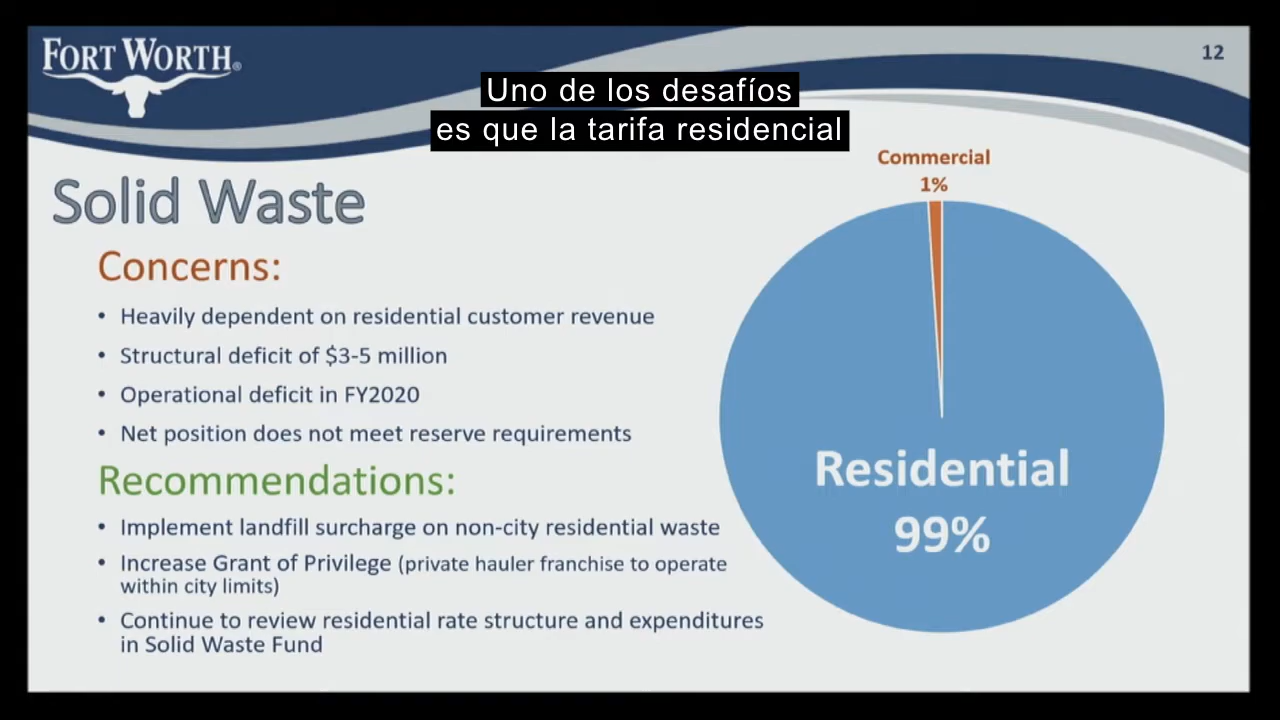 FORT WORTH®
12
Uno de los desafíos
es que la tarifa residencial
Solid Waste
Concerns:
• Heavily dependent on residential customer revenue
• Structural deficit of $3-5 million
• Operational deficit in FY2020
• Net position does not meet reserve requirements
Recommendations:
• Implement landfill surcharge on non-city residential waste
• Increase Grant of Privilege (private hauler franchise to operate
within city limits)
• Continue to review residential rate structure and expenditures
in Solid Waste Fund
Commercial
1%
Residential
99%